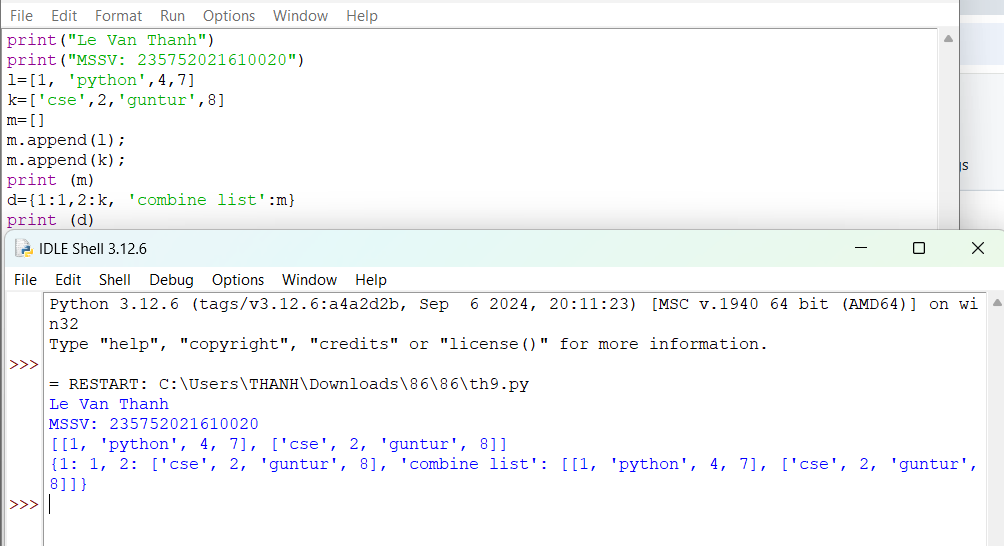 File Edit Format Run Options Window Help
print("Le Van Thanh")
print("MSSV: 235752021610020")
l=[1, 'python',4,7]
k=['cse',2,'guntur',8]
m=[]
m.append(l);
m.append(k);
print (m)
d={1:1,2:k, 'combine list':m}
print (d)
IDLE Shell 3.12.6
File Edit Shell Debug Options Window Help
Python 3.12.6 (tags/v3.12.6:a4a2d2b, Sep  6 2024, 20:11:23) [MSC v.1940 64 bit (AMD64)] on wi
n32
Type "help", "copyright", "credits" or "license()" for more information.
>>>
= RESTART: C:\Users\THANH\Downloads\86\86\th9.py
Le Van Thanh
MSSV: 235752021610020
[[1, 'python', 4, 7], ['cse', 2, 'guntur', 8]]
{1: 1, 2: ['cse', 2, 'guntur', 8], 'combine list': [[1, 'python', 4, 7], ['cse', 2, 'guntur',
8]]}
>>>